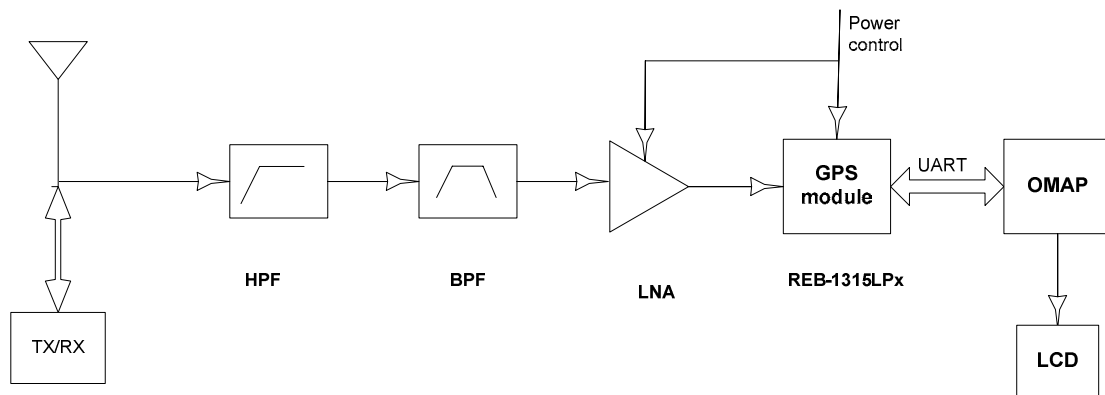 Power
control
GPS
module
UART
OMAP
HPF
BPF
LNA
REB-1315LPx
TX/RX
LCD